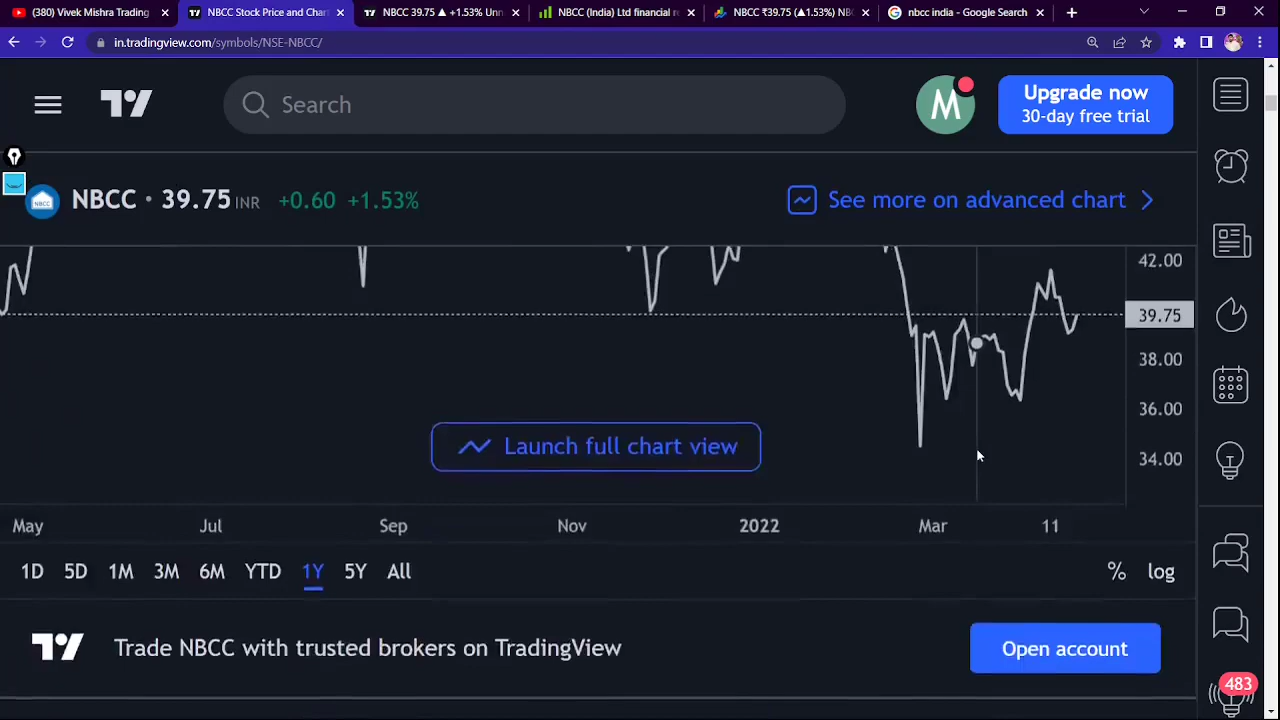 (380) Vivek Mishra Trading
NBCC Stock Price and Char
NBCC 39.75 ▲ +1.53% Unn
NBCC (India) Ltd financial r
NBCC ₹39.75 (▲1.53%) NB
nbcc india - Google Search
in.tradingview.com/symbols/NSE-NBCC/
Search
M
Upgrade now
30-day free trial
NBCC
NBCC · 39.75 INR +0.60 +1.53%
See more on advanced chart
42.00
39.75
38.00
36.00
34.00
Launch full chart view
May Jul Sep Nov 2022 Mar 11
1D 5D 1M 3M 6M YTD 1Y 5Y All % log
Trade NBCC with trusted brokers on TradingView
Open account
483